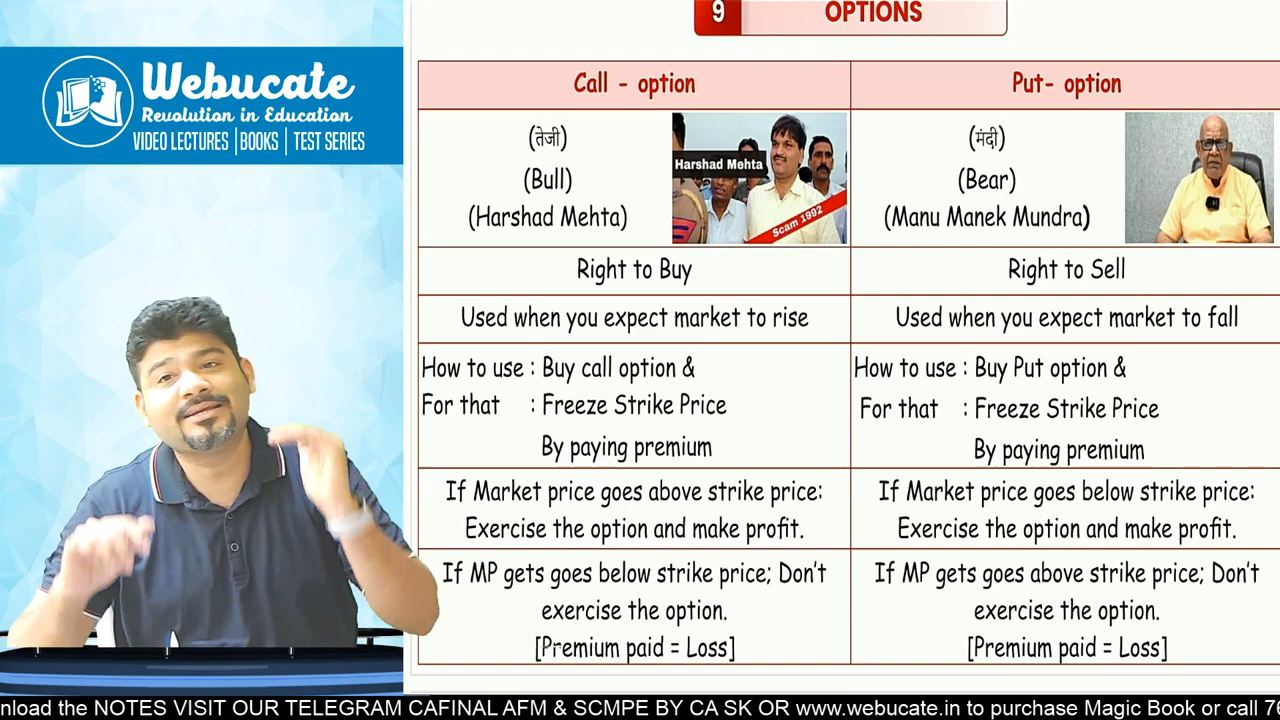 Webucate
Revolution in Education
VIDEO LECTURES | BOOKS | TEST SERIES
9 OPTIONS
Call - option
Put- option
(तेजी)
(Bull)
(Harshad Mehta)
Harshad Mehta
Scam 1992
(मंदी)
(Bear)
(Manu Manek Mundra)
Right to Buy
Right to Sell
Used when you expect market to rise
Used when you expect market to fall
How to use : Buy call option &
For that : Freeze Strike Price
By paying premium
How to use : Buy Put option &
For that : Freeze Strike Price
By paying premium
If Market price goes above strike price:
Exercise the option and make profit.
If Market price goes below strike price:
Exercise the option and make profit.
If MP gets goes below strike price; Don't
exercise the option.
[Premium paid = Loss]
If MP gets goes above strike price; Don't
exercise the option.
[Premium paid = Loss]
nload the NOTES VISIT OUR TELEGRAM CAFINAL AFM & SCMPE BY CA SK OR www.webucate.in to purchase Magic Book or call 76